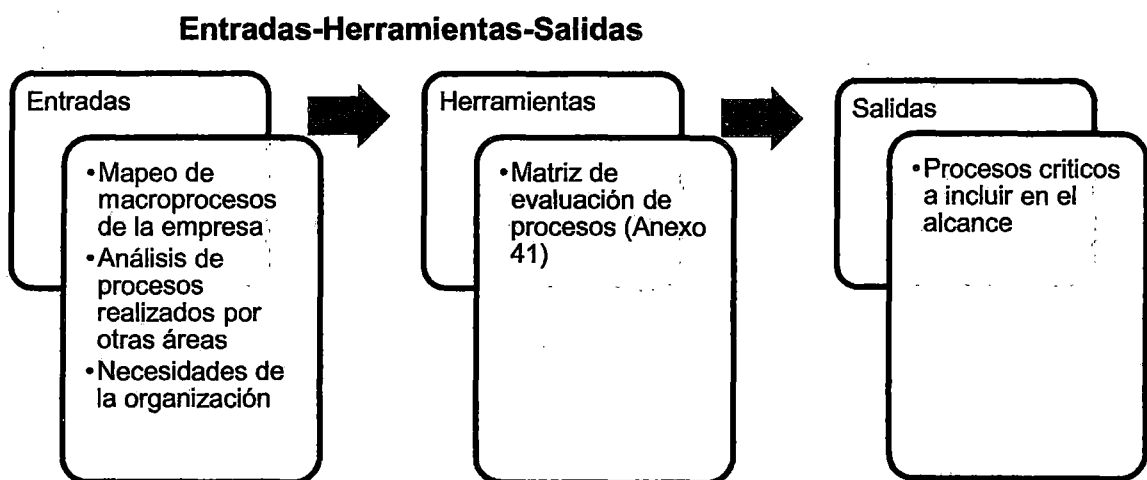 Entradas-Herramientas-Salidas
Entradas
•Mapeo de
macroprocesos
de la empresa
•Análisis de
procesos
realizados por
otras áreas
•Necesidades de
la organización
Herramientas
•Matriz de
evaluación de
procesos (Anexo
41)
Salidas
•Procesos criticos
a incluir en el
alcance